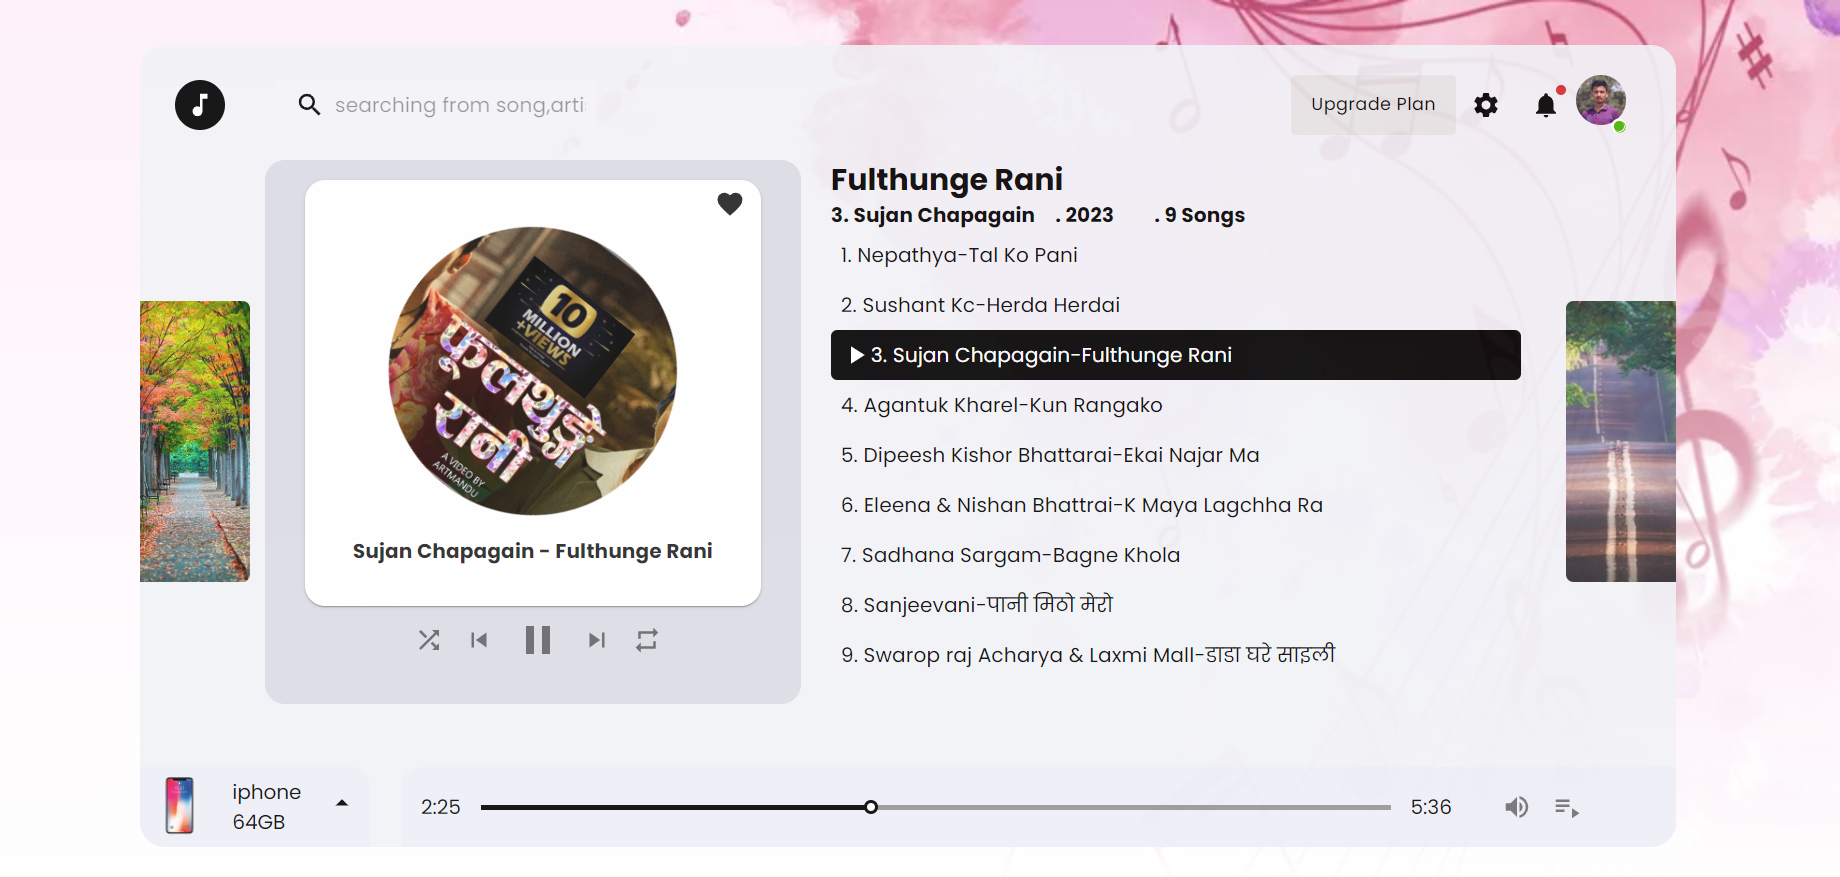 searching from song,arti
Upgrade Plan
10
MILLION
+VIEWS
फूलथुङ्गे
रानी
A VIDEO BY
ARTMANDU
Sujan Chapagain - Fulthunge Rani
Fulthunge Rani
3. Sujan Chapagain . 2023 . 9 Songs
1. Nepathya-Tal Ko Pani
2. Sushant Kc-Herda Herdai
3. Sujan Chapagain-Fulthunge Rani
4. Agantuk Kharel-Kun Rangako
5. Dipeesh Kishor Bhattarai-Ekai Najar Ma
6. Eleena & Nishan Bhattrai-K Maya Lagchha Ra
7. Sadhana Sargam-Bagne Khola
8. Sanjeevani-पानी मिठो मेरो
9. Swarop raj Acharya & Laxmi Mall-डाडा घरे साइली
iphone
64GB
2:25
5:36